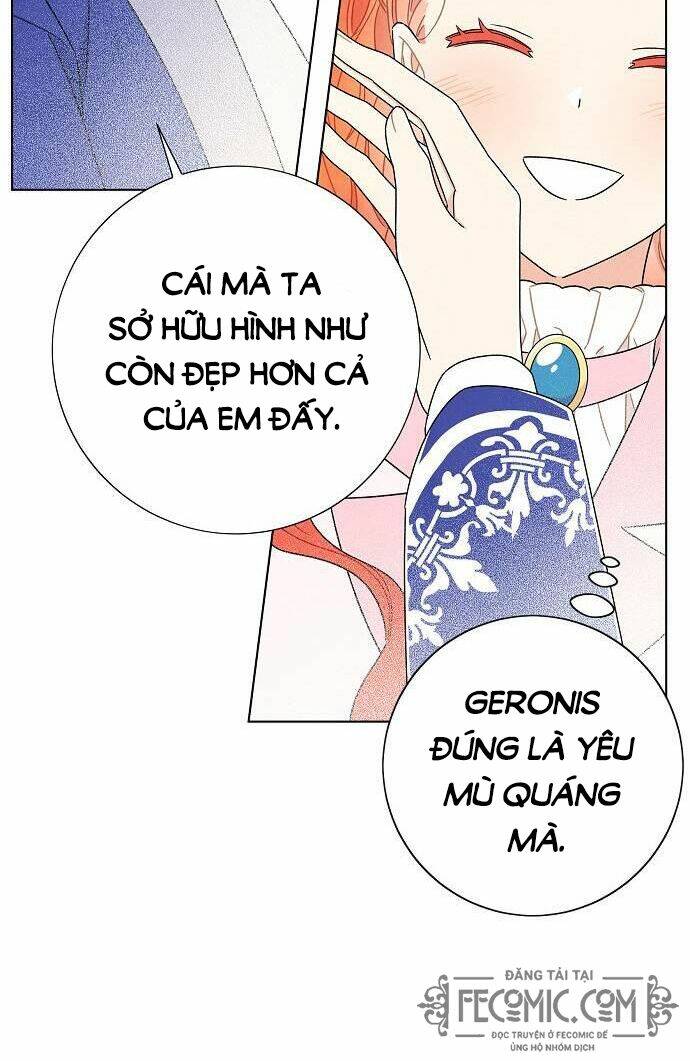 CÁI MÀ TA
SỞ HỮU HÌNH NHƯ
CÒN ĐẸP HƠN CẢ
CỦA EM ĐẤY.
GERONIS
ĐÚNG LÀ YÊU
MÙ QUÁNG
MÀ.
ĐĂNG TẢI TẠI
FECOMIC.COM
ĐỌC TRUYỆN Ở FECOMIC ĐỂ
ỦNG HỘ NHÓM DỊCH